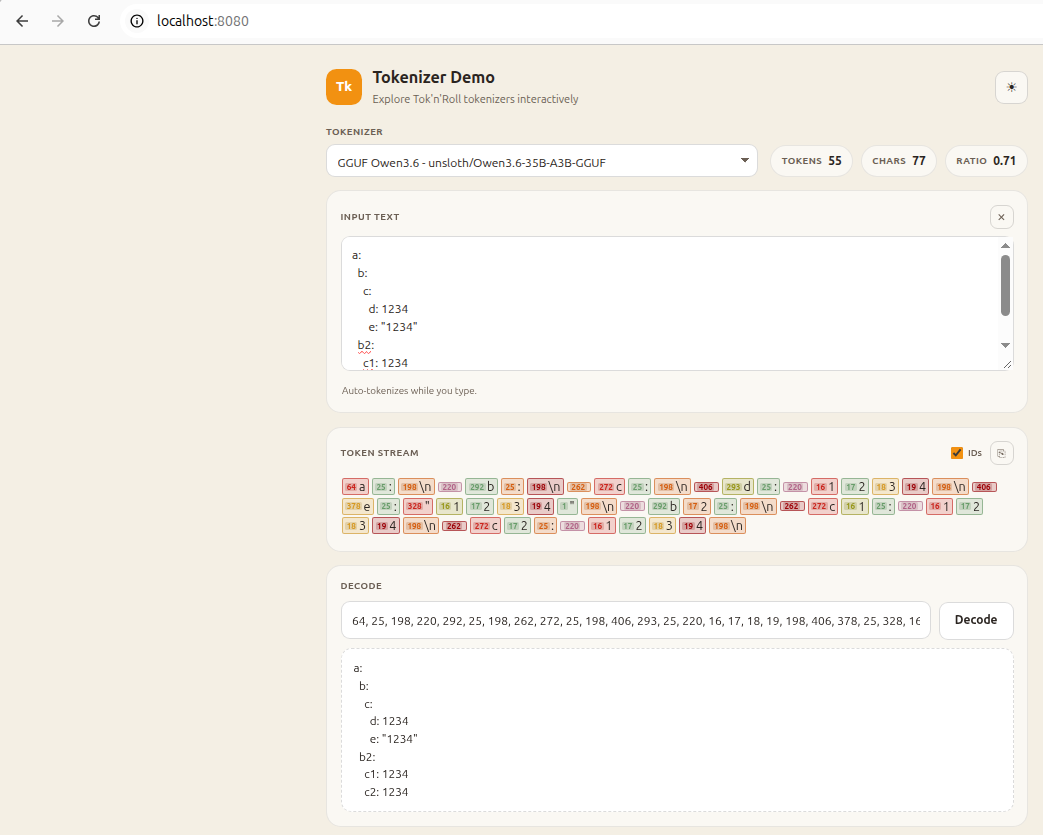 localhost:8080
Tk
Tokenizer Demo
Explore Tok'n'Roll tokenizers interactively
TOKENIZER
GGUF Qwen3.6 - unsloth/Qwen3.6-35B-A3B-GGUF
TOKENS 55
CHARS 77
RATIO 0.71
INPUT TEXT
a:
b:
c:
d: 1234
e: "1234"
b2:
c1: 1234
Auto-tokenizes while you type.
TOKEN STREAM
IDs
64 a 25 : 198 \n 220 292 b 25 : 198 \n 262 272 c 25 : 198 \n 406 293 d 25 : 220 16 1 17 2 18 3 19 4 198 \n 406
378 e 25 : 328 " 16 1 17 2 18 3 19 4 1 " 198 \n 220 292 b 17 2 25 : 198 \n 262 272 c 16 1 25 : 220 16 1 17 2
18 3 19 4 198 \n 262 272 c 17 2 25 : 220 16 1 17 2 18 3 19 4 198 \n
DECODE
64, 25, 198, 220, 292, 25, 198, 262, 272, 25, 198, 406, 293, 25, 220, 16, 17, 18, 19, 198, 406, 378, 25, 328, 16
Decode
a:
b:
c:
d: 1234
e: "1234"
b2:
c1: 1234
c2: 1234